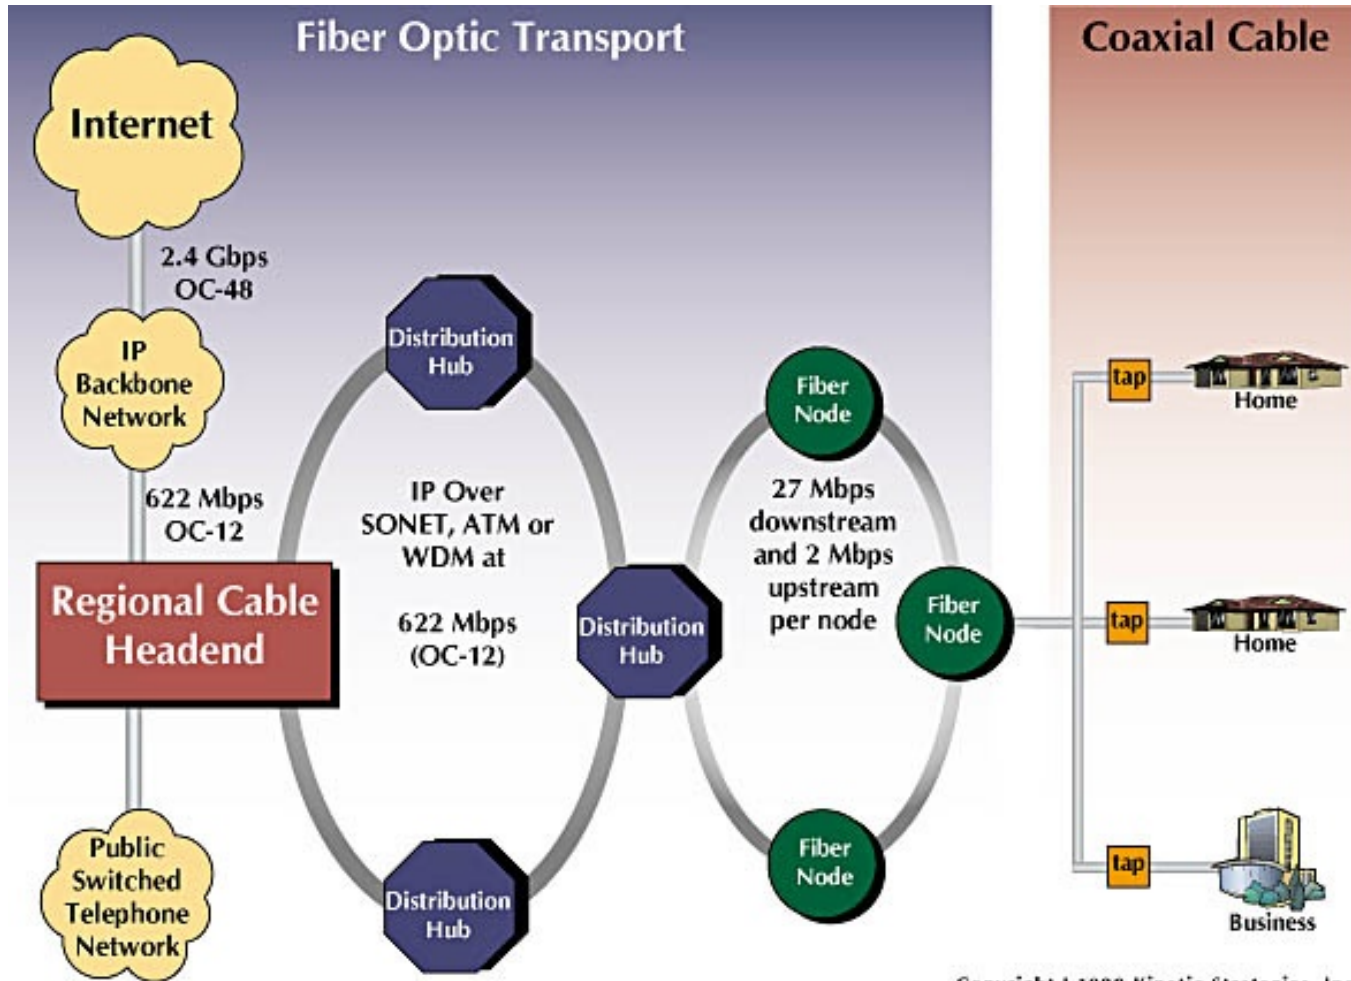 Fiber Optic Transport
Coaxial Cable
Internet
2.4 Gbps
OC-48
IP
Backbone
Network
622 Mbps
OC-12
Regional Cable
Headend
Public
Switched
Telephone
Network
Distribution
Hub
IP Over
SONET, ATM or
WDM at
622 Mbps
(OC-12)
Distribution
Hub
Distribution
Hub
Fiber
Node
27 Mbps
downstream
and 2 Mbps
upstream
per node
Fiber
Node
Fiber
Node
tap
Home
tap
Home
tap
Business